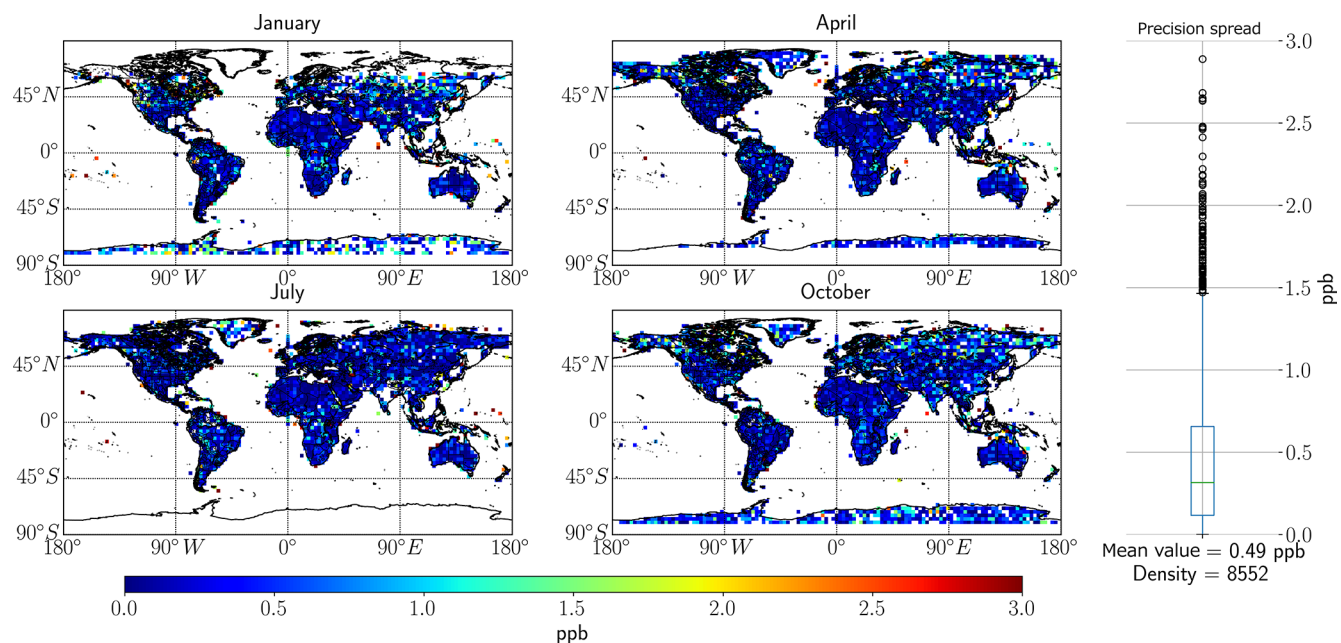 January
April
Precision spread
45°N
0°
45°S
90°S
180°
90°W
0°
90°E
180°
45°N
0°
45°S
90°S
180°
90°W
0°
90°E
180°
3.0
2.5
2.0
1.5
1.0
0.5
0.0
ppb
July
October
45°N
0°
45°S
90°S
180°
90°W
0°
90°E
180°
45°N
0°
45°S
90°S
180°
90°W
0°
90°E
180°
Mean value = 0.49 ppb
Density = 8552
0.0 0.5 1.0 1.5 2.0 2.5 3.0
ppb